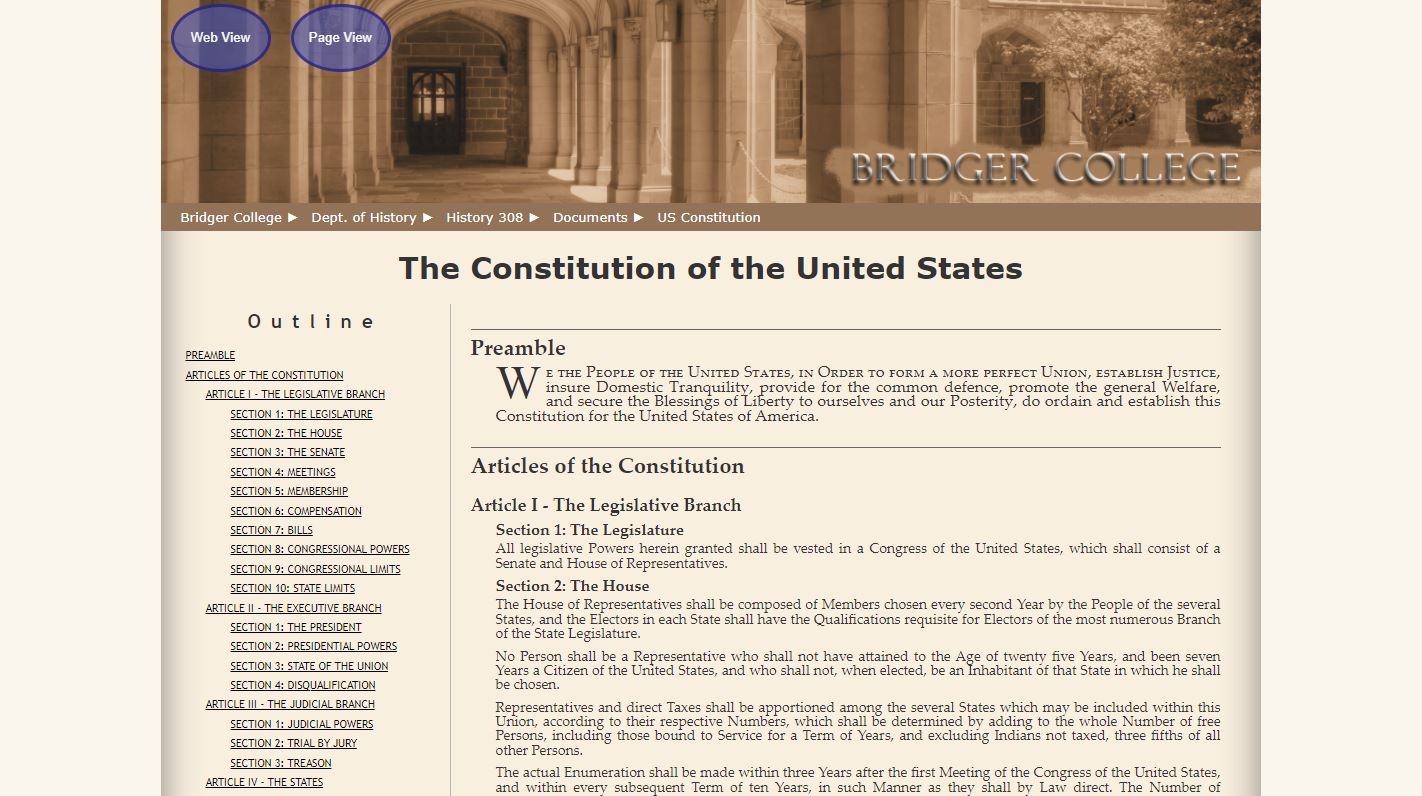 Web View
Page View
BRIDGER COLLEGE
Bridger College ► Dept. of History ► History 308 ► Documents ► US Constitution
The Constitution of the United States
Outline
PREAMBLE
ARTICLES OF THE CONSTITUTION
ARTICLE I - THE LEGISLATIVE BRANCH
SECTION 1: THE LEGISLATURE
SECTION 2: THE HOUSE
SECTION 3: THE SENATE
SECTION 4: MEETINGS
SECTION 5: MEMBERSHIP
SECTION 6: COMPENSATION
SECTION 7: BILLS
SECTION 8: CONGRESSIONAL POWERS
SECTION 9: CONGRESSIONAL LIMITS
SECTION 10: STATE LIMITS
ARTICLE II - THE EXECUTIVE BRANCH
SECTION 1: THE PRESIDENT
SECTION 2: PRESIDENTIAL POWERS
SECTION 3: STATE OF THE UNION
SECTION 4: DISQUALIFICATION
ARTICLE III - THE JUDICIAL BRANCH
SECTION 1: JUDICIAL POWERS
SECTION 2: TRIAL BY JURY
SECTION 3: TREASON
ARTICLE IV - THE STATES
Preamble
WE THE PEOPLE OF THE UNITED STATES, IN ORDER TO FORM A MORE PERFECT UNION, ESTABLISH JUSTICE,
insure Domestic Tranquility, provide for the common defence, promote the general Welfare,
and secure the Blessings of Liberty to ourselves and our Posterity, do ordain and establish this
Constitution for the United States of America.
Articles of the Constitution
Article I - The Legislative Branch
Section 1: The Legislature
All legislative Powers herein granted shall be vested in a Congress of the United States, which shall consist of a
Senate and House of Representatives.
Section 2: The House
The House of Representatives shall be composed of Members chosen every second Year by the People of the several
States, and the Electors in each State shall have the Qualifications requisite for Electors of the most numerous Branch
of the State Legislature.
No Person shall be a Representative who shall not have attained to the Age of twenty five Years, and been seven
Years a Citizen of the United States, and who shall not, when elected, be an Inhabitant of that State in which he shall
be chosen.
Representatives and direct Taxes shall be apportioned among the several States which may be included within this
Union, according to their respective Numbers, which shall be determined by adding to the whole Number of free
Persons, including those bound to Service for a Term of Years, and excluding Indians not taxed, three fifths of all
other Persons.
The actual Enumeration shall be made within three Years after the first Meeting of the Congress of the United States,
and within every subsequent Term of ten Years, in such Manner as they shall by Law direct. The Number of